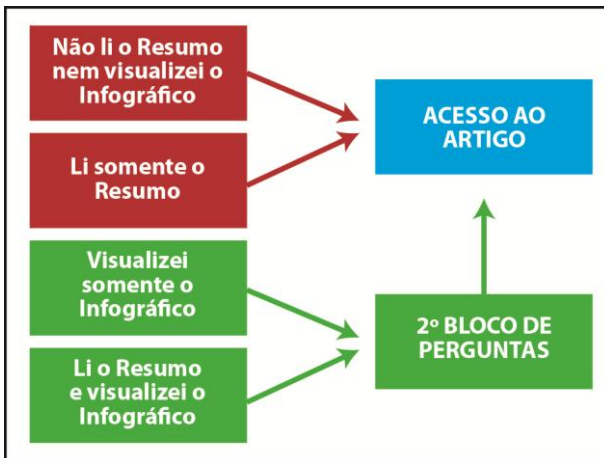 Não li o Resumo
nem visualizei o
Infográfico
Li somente o
Resumo
Visualizei
somente o
Infográfico
Li o Resumo
e visualizei o
Infográfico
ACESSO AO
ARTIGO
2º BLOCO DE
PERGUNTAS